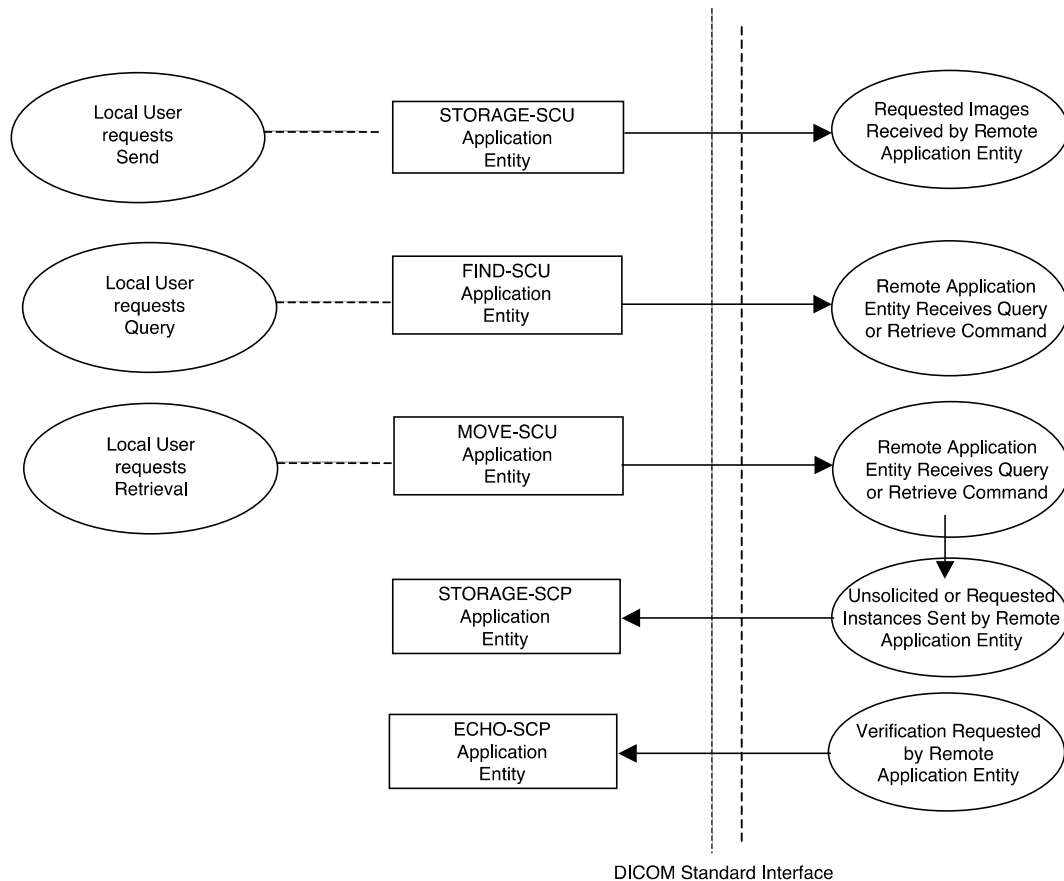 Local User
requests
Send
STORAGE-SCU
Application
Entity
Requested Images
Received by Remote
Application Entity
Local User
requests
Query
FIND-SCU
Application
Entity
Remote Application
Entity Receives Query
or Retrieve Command
Local User
requests
Retrieval
MOVE-SCU
Application
Entity
Remote Application
Entity Receives Query
or Retrieve Command
STORAGE-SCP
Application
Entity
Unsolicited or Requested
Instances Sent by Remote
Application Entity
ECHO-SCP
Application
Entity
Verification Requested
by Remote
Application Entity
DICOM Standard Interface